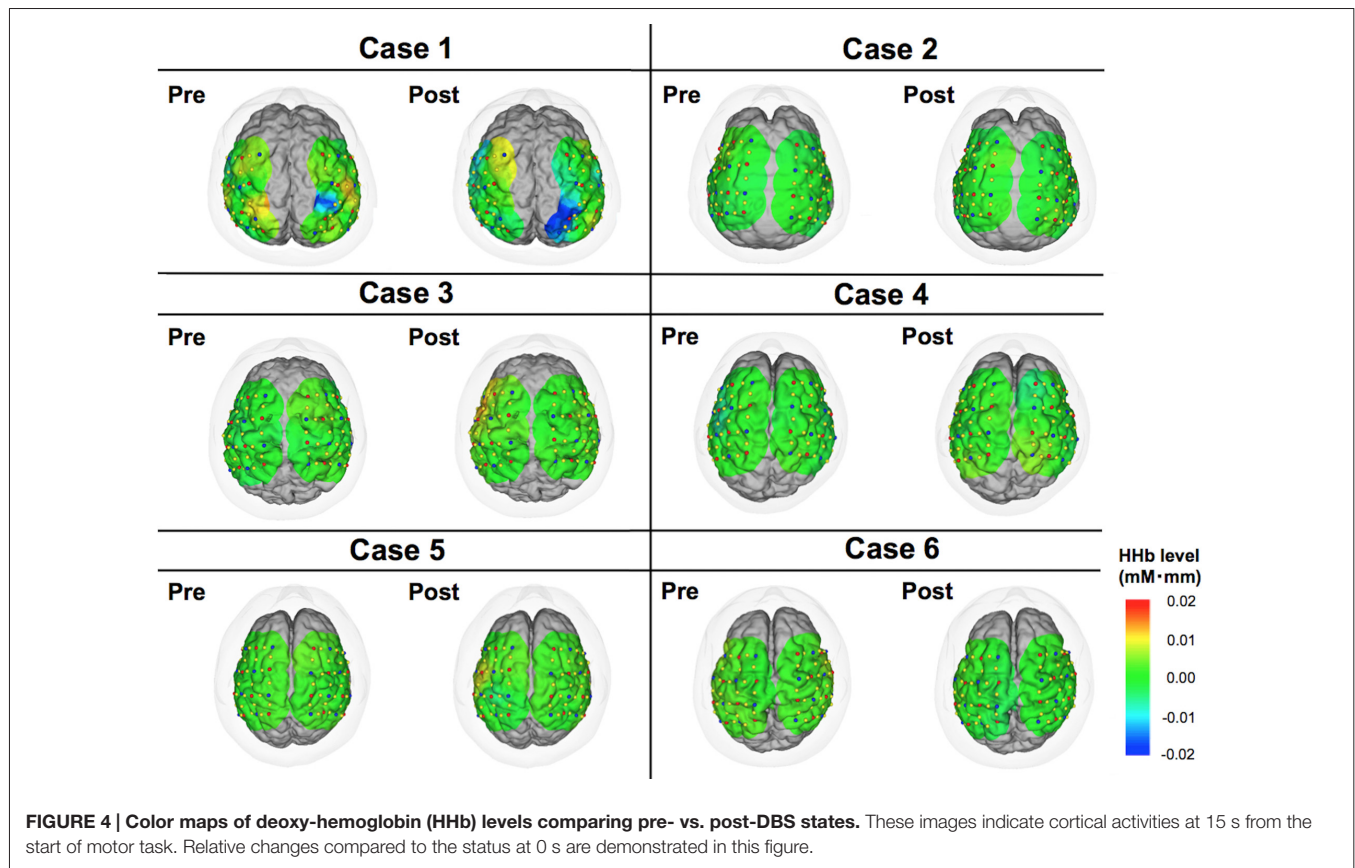 Case 1
Case 2
Pre
Post
Pre
Post
Case 3
Case 4
Pre
Post
Pre
Post
Case 5
Case 6
Pre
Post
Pre
Post
HHb level
(mM·mm)
0.02
0.01
0.00
-0.01
-0.02
FIGURE 4 | Color maps of deoxy-hemoglobin (HHb) levels comparing pre- vs. post-DBS states. These images indicate cortical activities at 15 s from the
start of motor task. Relative changes compared to the status at 0 s are demonstrated in this figure.